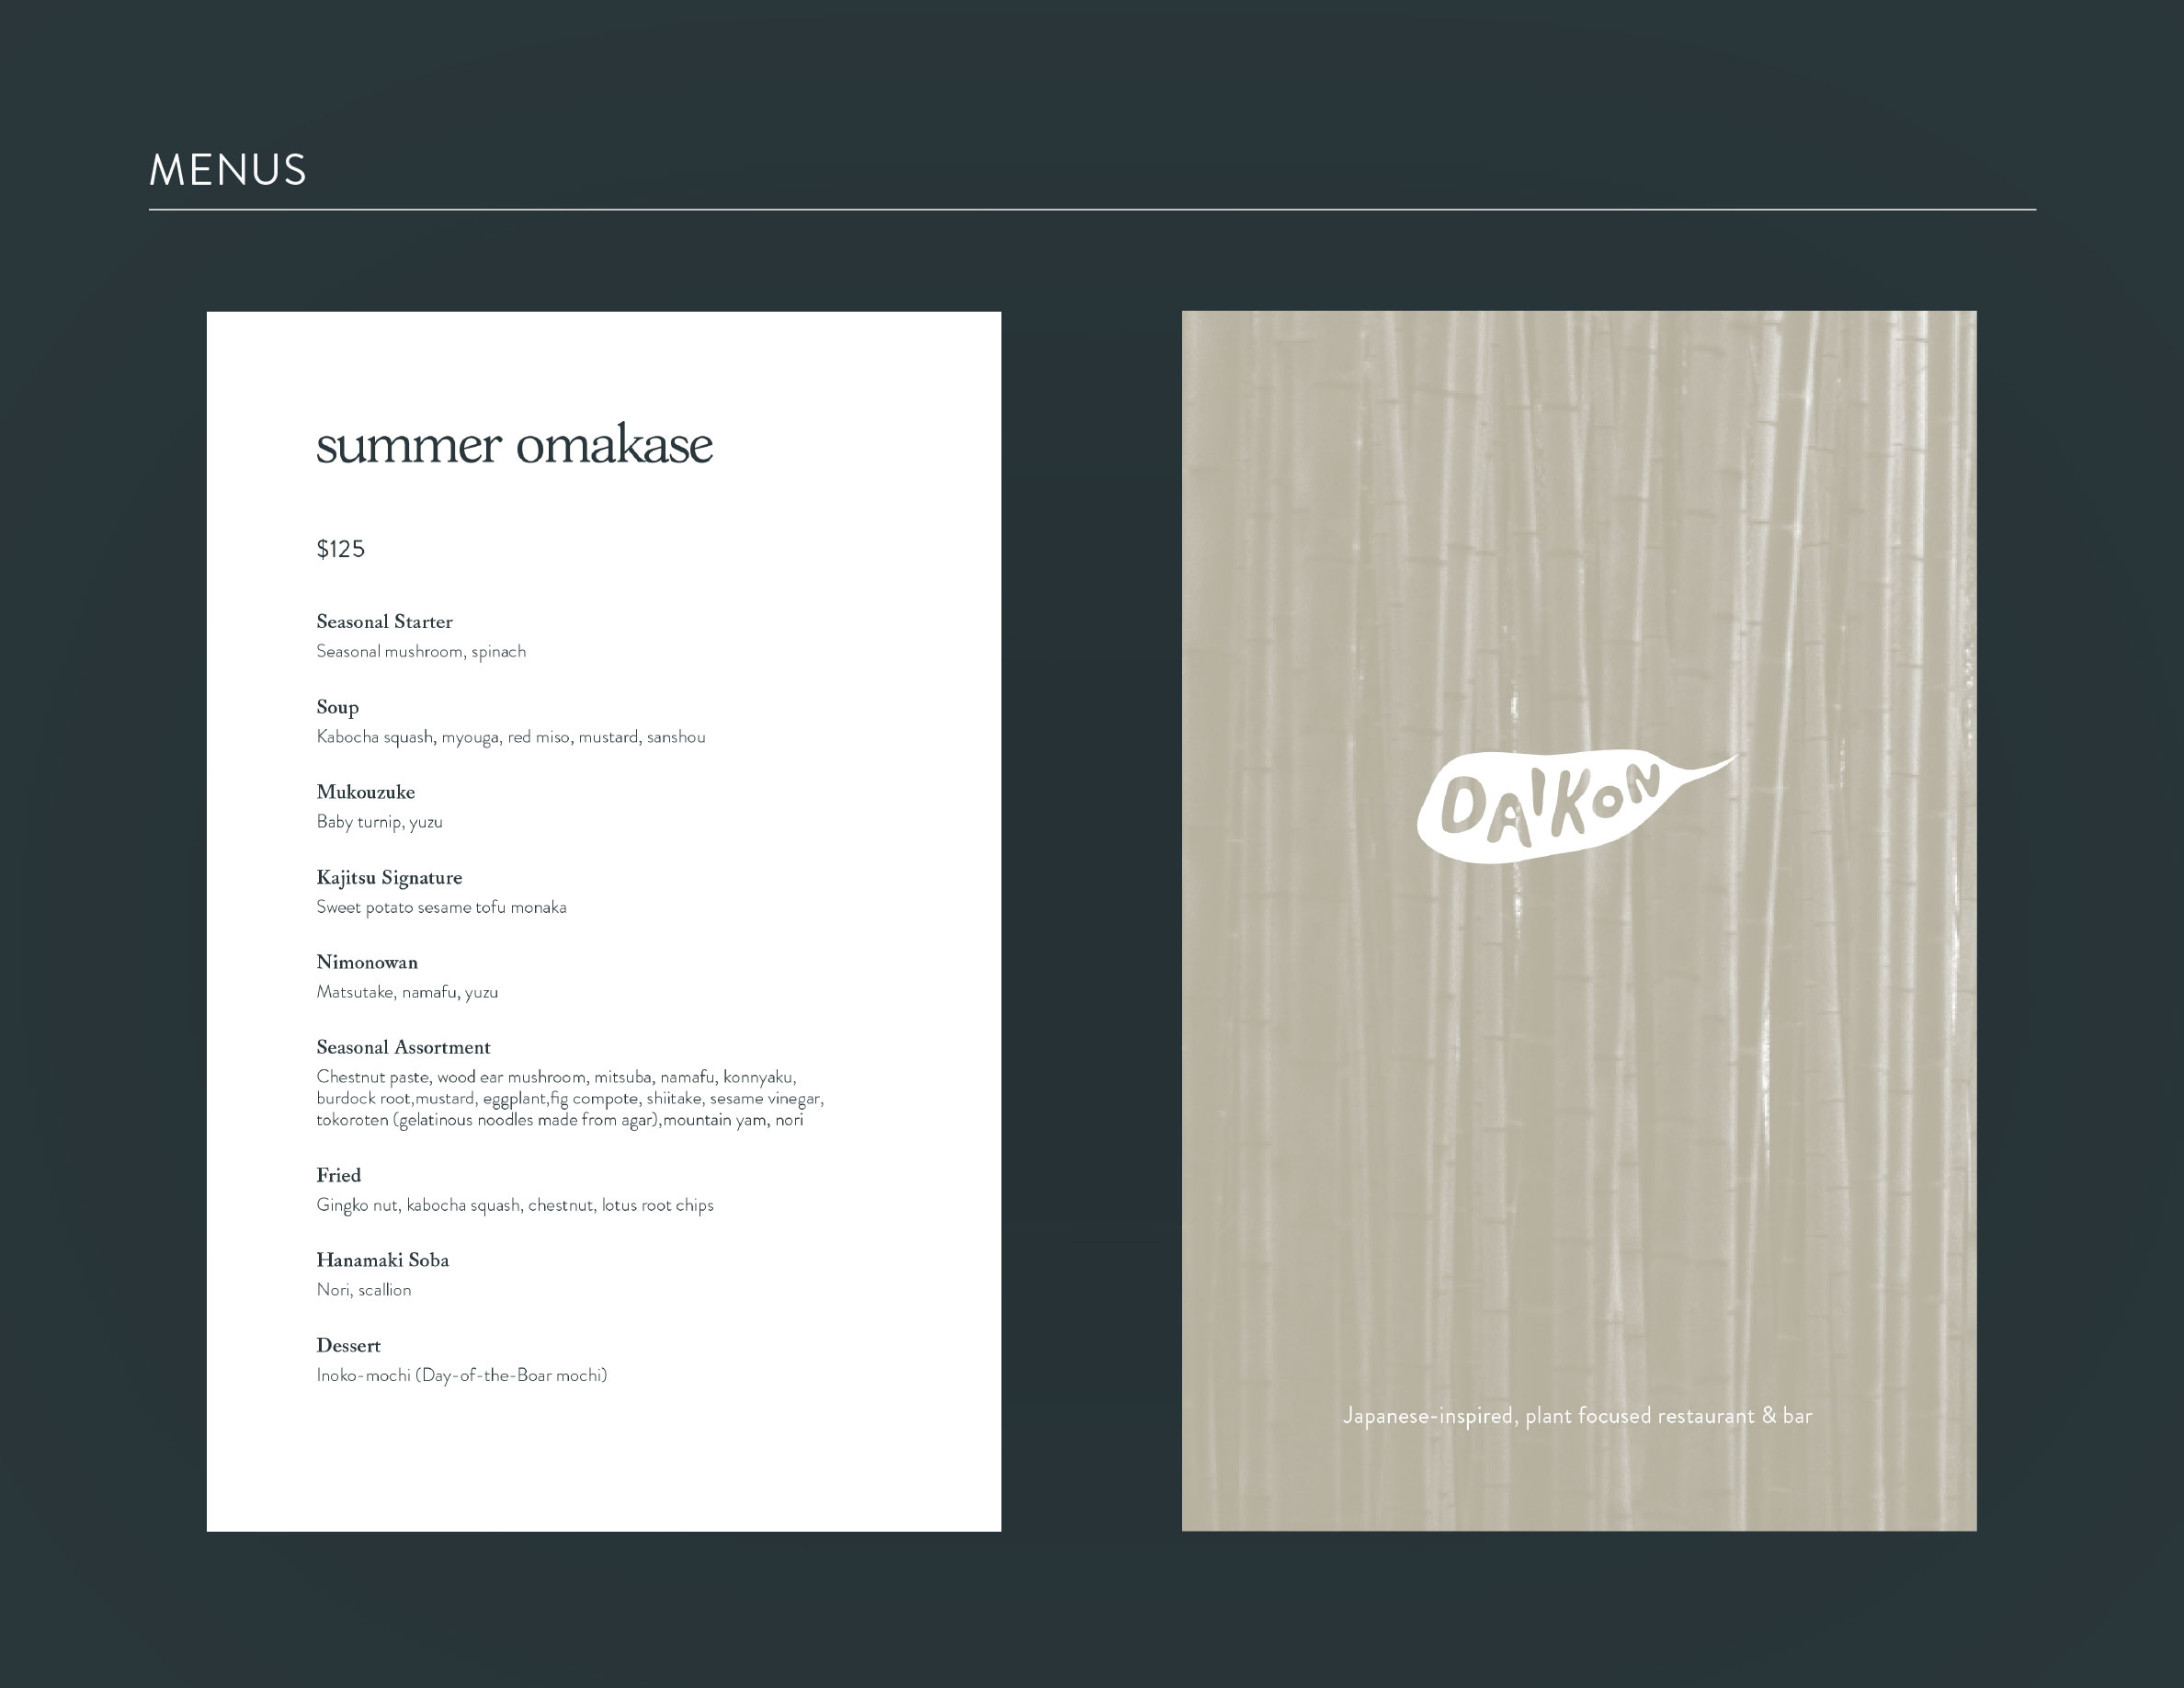 MENUS
summer omakase
$125
Seasonal Starter
Seasonal mushroom, spinach
Soup
Kabocha squash, myouga, red miso, mustard, sanshou
Mukouzuke
Baby turnip, yuzu
Kajitsu Signature
Sweet potato sesame tofu monaka
Nimonowan
Matsutake, namafu, yuzu
Seasonal Assortment
Chestnut paste, wood ear mushroom, mitsuba, namafu, konnyaku,
burdock root,mustard, eggplant,fig compote, shiitake, sesame vinegar,
tokoroten (gelatinous noodles made from agar),mountain yam, nori
Fried
Gingko nut, kabocha squash, chestnut, lotus root chips
Hanamaki Soba
Nori, scallion
Dessert
Inoko-mochi (Day-of-the-Boar mochi)
DAIKON
Japanese-inspired, plant focused restaurant & bar